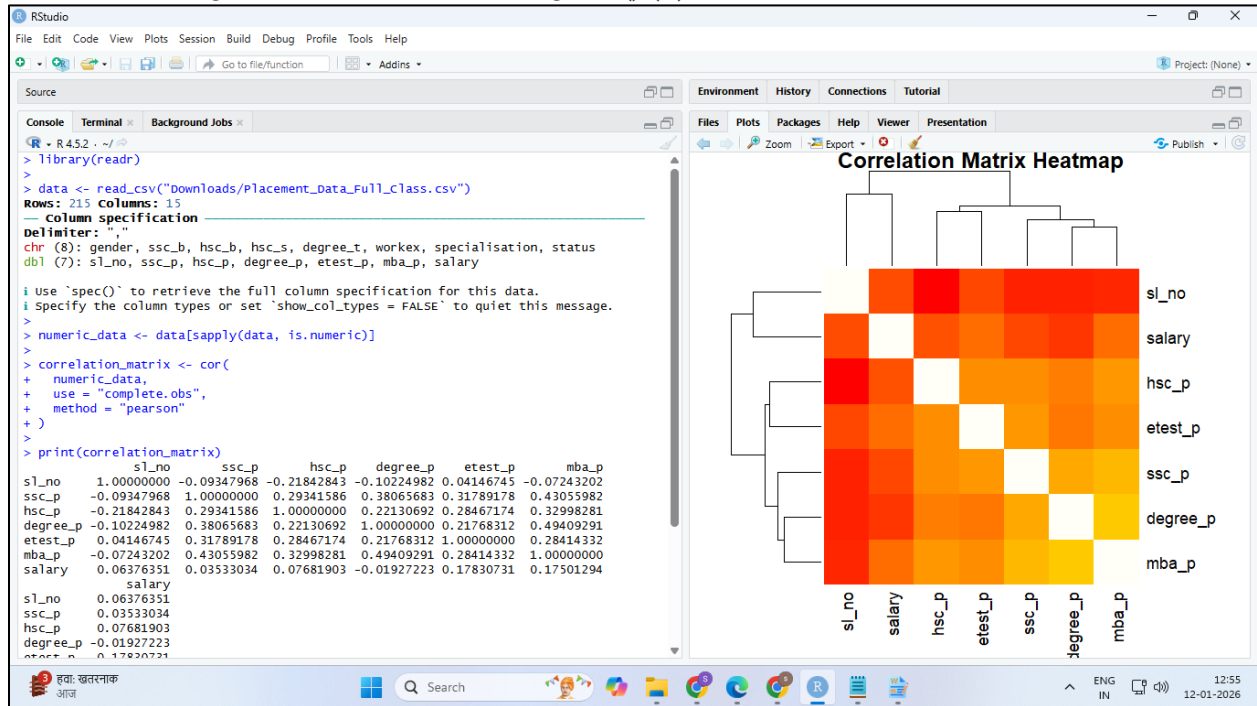 RStudio
File Edit Code View Plots Session Build Debug Profile Tools Help
Go to file/function Addins Project: (None)
Source
Console Terminal Background Jobs
R 4.5.2 · ~/
> library(readr)
>
> data <- read_csv("Downloads/Placement_Data_Full_Class.csv")
Rows: 215 Columns: 15
── Column specification ──
Delimiter: ","
chr (8): gender, ssc_b, hsc_b, hsc_s, degree_t, workex, specialisation, status
dbl (7): sl_no, ssc_p, hsc_p, degree_p, etest_p, mba_p, salary
ℹ Use `spec()` to retrieve the full column specification for this data.
ℹ Specify the column types or set `show_col_types = FALSE` to quiet this message.
>
> numeric_data <- data[sapply(data, is.numeric)]
>
> correlation_matrix <- cor(
+ numeric_data,
+ use = "complete.obs",
+ method = "pearson"
+ )
>
> print(correlation_matrix)
sl_no ssc_p hsc_p degree_p etest_p mba_p
sl_no 1.00000000 -0.09347968 -0.21842843 -0.10224982 0.04146745 -0.07243202
ssc_p -0.09347968 1.00000000 0.29341586 0.38065683 0.31789178 0.43055982
hsc_p -0.21842843 0.29341586 1.00000000 0.22130692 0.28467174 0.32998281
degree_p -0.10224982 0.38065683 0.22130692 1.00000000 0.21768312 0.49409291
etest_p 0.04146745 0.31789178 0.28467174 0.21768312 1.00000000 0.28414332
mba_p -0.07243202 0.43055982 0.32998281 0.49409291 0.28414332 1.00000000
salary 0.06376351 0.03533034 0.07681903 -0.01927223 0.17830731 0.17501294
salary
sl_no 0.06376351
ssc_p 0.03533034
hsc_p 0.07681903
degree_p -0.01927223
etest_p 0.17830731
Environment History Connections Tutorial
Files Plots Packages Help Viewer Presentation
Zoom Export Publish
Correlation Matrix Heatmap
sl_no
salary
hsc_p
etest_p
ssc_p
degree_p
mba_p
sl_no
salary
hsc_p
etest_p
ssc_p
degree_p
mba_p
3
हवा: खतरनाक
आज
Search
ENG
IN
12:55
12-01-2026